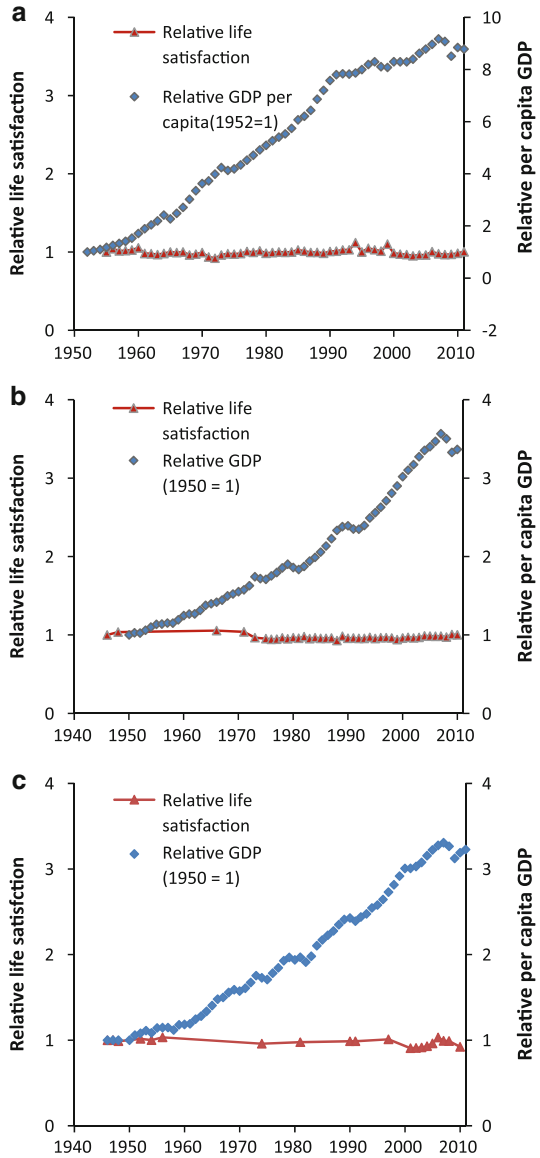 a
Relative life satisfaction
Relative per capita GDP
4
3
2
1
0
10
8
6
4
2
0
-2
Relative life
satisfaction
Relative GDP per
capita(1952=1)
1950 1960 1970 1980 1990 2000 2010
b
Relative life satisfaction
Relative per capita GDP
4
3
2
1
0
4
3
2
1
0
Relative life
satisfaction
Relative GDP
(1950 = 1)
1940 1950 1960 1970 1980 1990 2000 2010
c
Relative life satisfction
Relative per capita GDP
4
3
2
1
0
4
3
2
1
0
Relative life
satisfaction
Relative GDP
(1950 = 1)
1940 1950 1960 1970 1980 1990 2000 2010